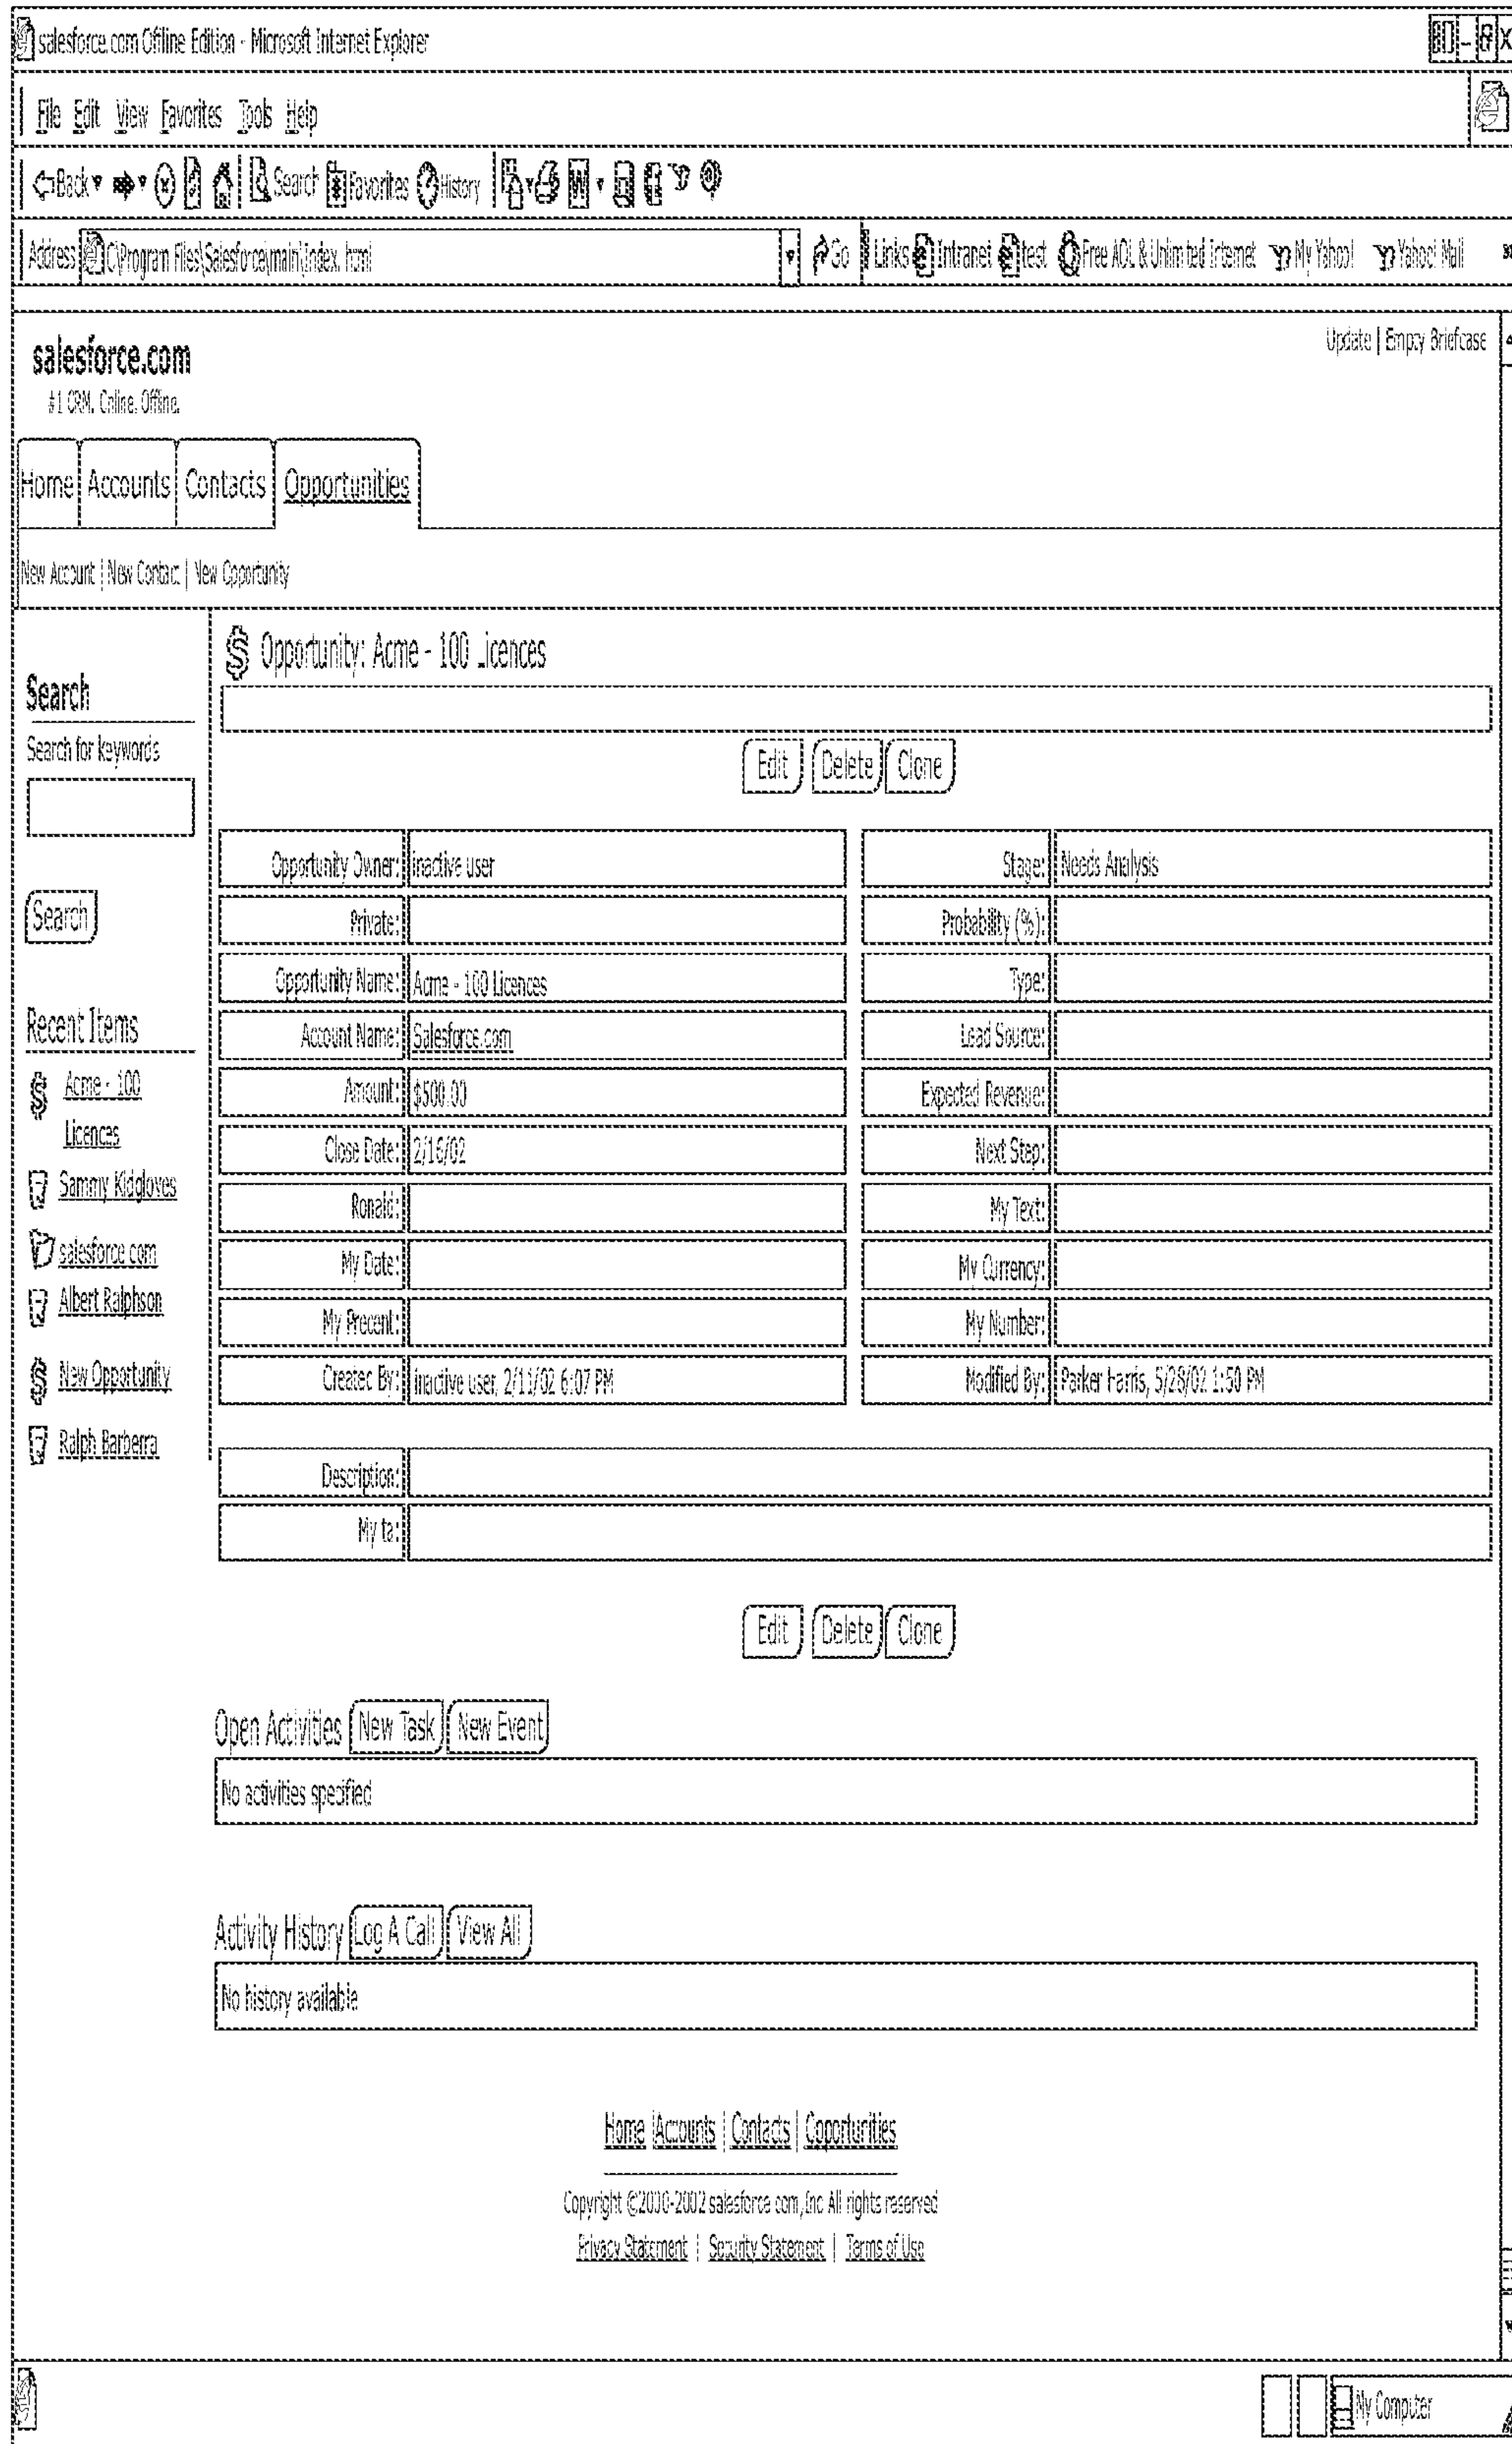 salesforce.com Offline Edition - Microsoft Internet Explorer
File Edit View Favorites Tools Help
Back Search Favorites History
Address C:\Program Files\Salesforce\main\index.html Go Links Intranet test Free AOL & Unlimited Internet My Yahoo! Yahoo! Mail
salesforce.com
Update | Empty Briefcase
#1 CRM. Online. Offline.
Home Accounts Contacts Opportunities
New Account | New Contact | New Opportunity
Opportunity: Acme - 100 Licences
Search
Search for keywords
Edit Delete Clone
Opportunity Owner: inactive user Stage: Needs Analysis
Search
Private: Probability (%):
Opportunity Name: Acme - 100 Licences Type:
Recent Items
Account Name: Salesforce.com Lead Source:
Acme - 100
Licences
Amount: $500.00 Expected Revenue:
Close Date: 2/16/02 Next Step:
Sammy Kidgloves
Ronald: My Text:
salesforce.com
My Date: My Currency:
Albert Ralphson
My Precent: My Number:
New Opportunity
Created By: inactive user, 2/11/02 6:07 PM Modified By: Parker Harris, 5/28/02 1:50 PM
Ralph Barberra
Description:
My ta:
Edit Delete Clone
Open Activities New Task New Event
No activities specified
Activity History Log A Call View All
No history available
Home | Accounts | Contacts | Opportunities
Copyright ©2000-2002 salesforce.com, Inc All rights reserved
Privacy Statement | Security Statement | Terms of Use
My Computer